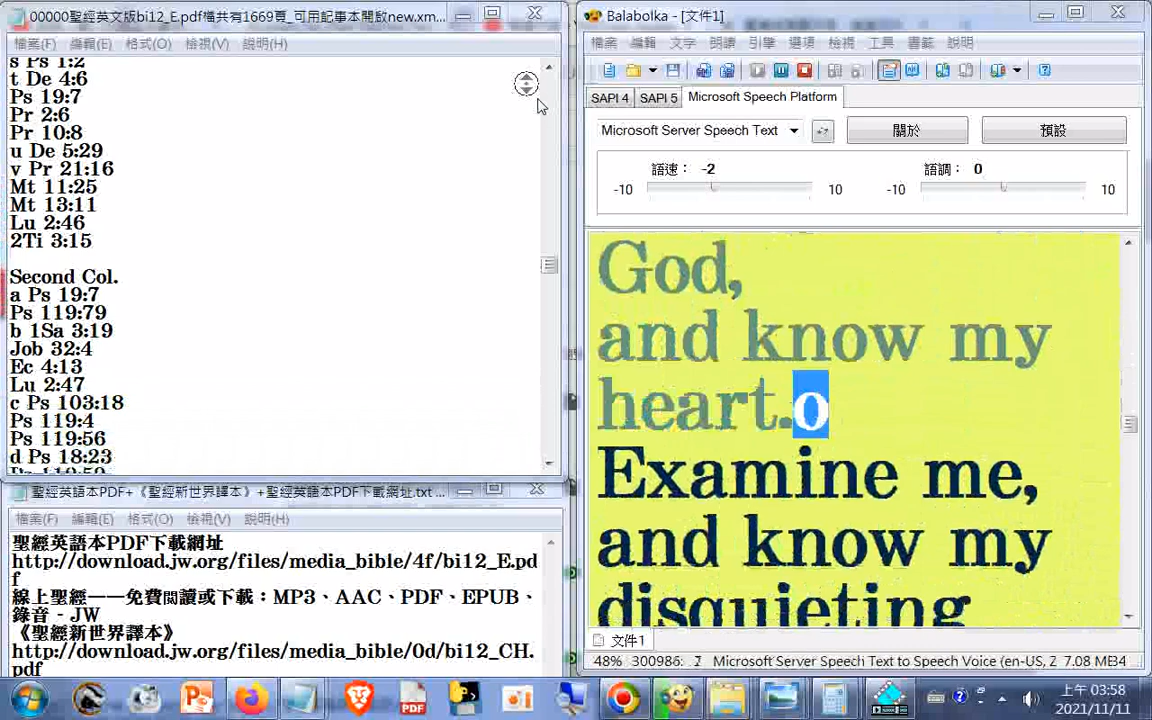 00000聖經英文版bi12_E.pdf檔共有1669頁_可用記事本開啟new.xm...
檔案(F) 編輯(E) 格式(O) 檢視(V) 說明(H)
s Ps 1:2
t De 4:6
Ps 19:7
Pr 2:6
Pr 10:8
u De 5:29
v Pr 21:16
Mt 11:25
Mt 13:11
Lu 2:46
2Ti 3:15
Second Col.
a Ps 19:7
Ps 119:79
b 1Sa 3:19
Job 32:4
Ec 4:13
Lu 2:47
c Ps 103:18
Ps 119:4
Ps 119:56
d Ps 18:23
聖經英語本PDF+《聖經新世界譯本》+聖經英語本PDF下載網址.txt ...
檔案(F) 編輯(E) 格式(O) 檢視(V) 說明(H)
聖經英語本PDF下載網址
http://download.jw.org/files/media_bible/4f/bi12_E.pd
f
線上聖經——免費閱讀或下載：MP3、AAC、PDF、EPUB、
錄音 - JW
《聖經新世界譯本》
http://download.jw.org/files/media_bible/0d/bi12_CH.
pdf
Balabolka - [文件1]
檔案 編輯 文字 朗讀 引擎 選項 檢視 工具 書籤 說明
SAPI 4 SAPI 5 Microsoft Speech Platform
Microsoft Server Speech Text 關於 預設
語速： -2 語調： 0
-10 10 -10 10
God,
and know my
heart.o
Examine me,
and know my
disquieting
文件1
48% 300986: Microsoft Server Speech Text to Speech Voice (en-US, 7.08 MB
上午 03:58
2021/11/11